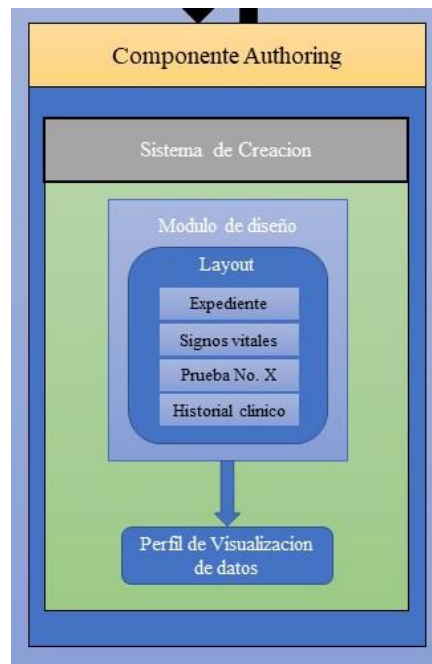 Componente Authoring
Sistema de Creacion
Modulo de diseño
Layout
Expediente
Signos vitales
Prueba No. X
Historial clinico
Perfil de Visualizacion
de datos